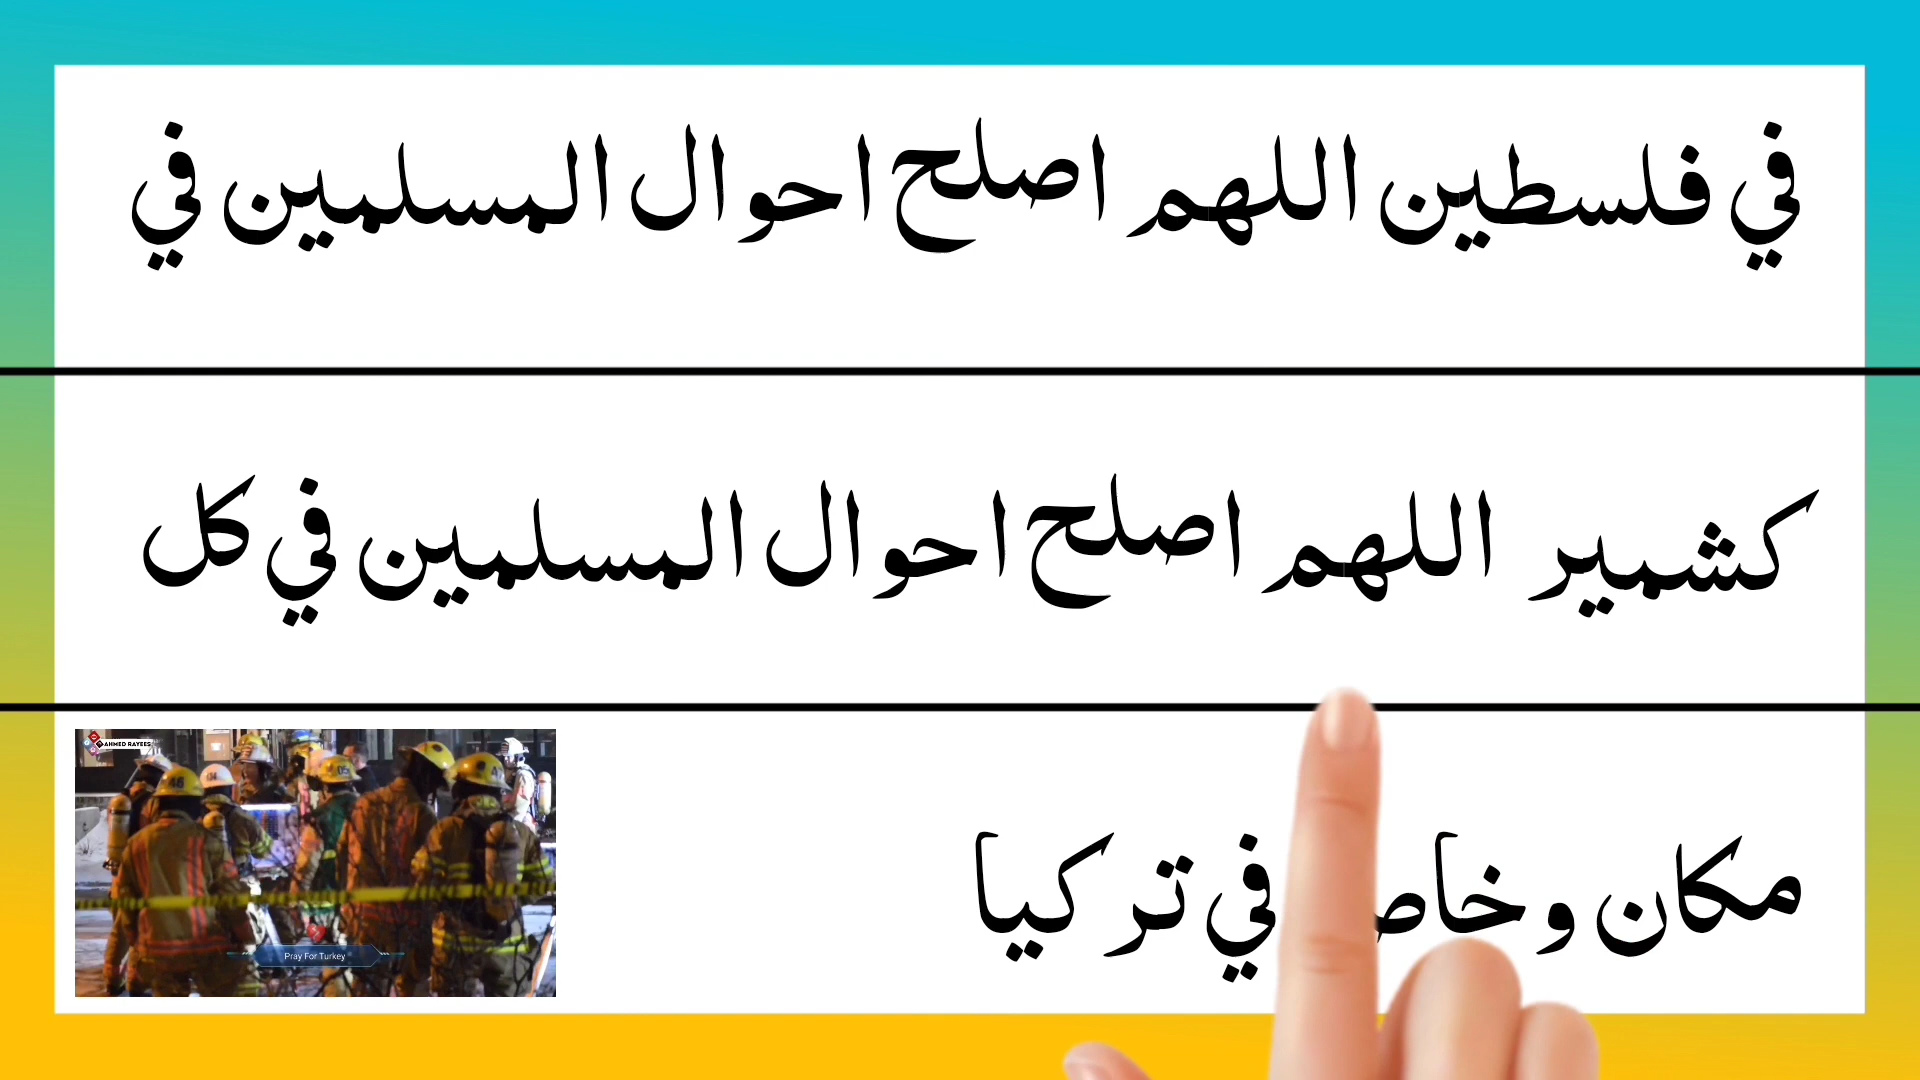 في فلسطين اللهم اصلح احوال المسلمين في
كشمير اللهم اصلح احوال المسلمين في كل
مكان و في تركيا
AHMED RAYEES
Pray For Turkey